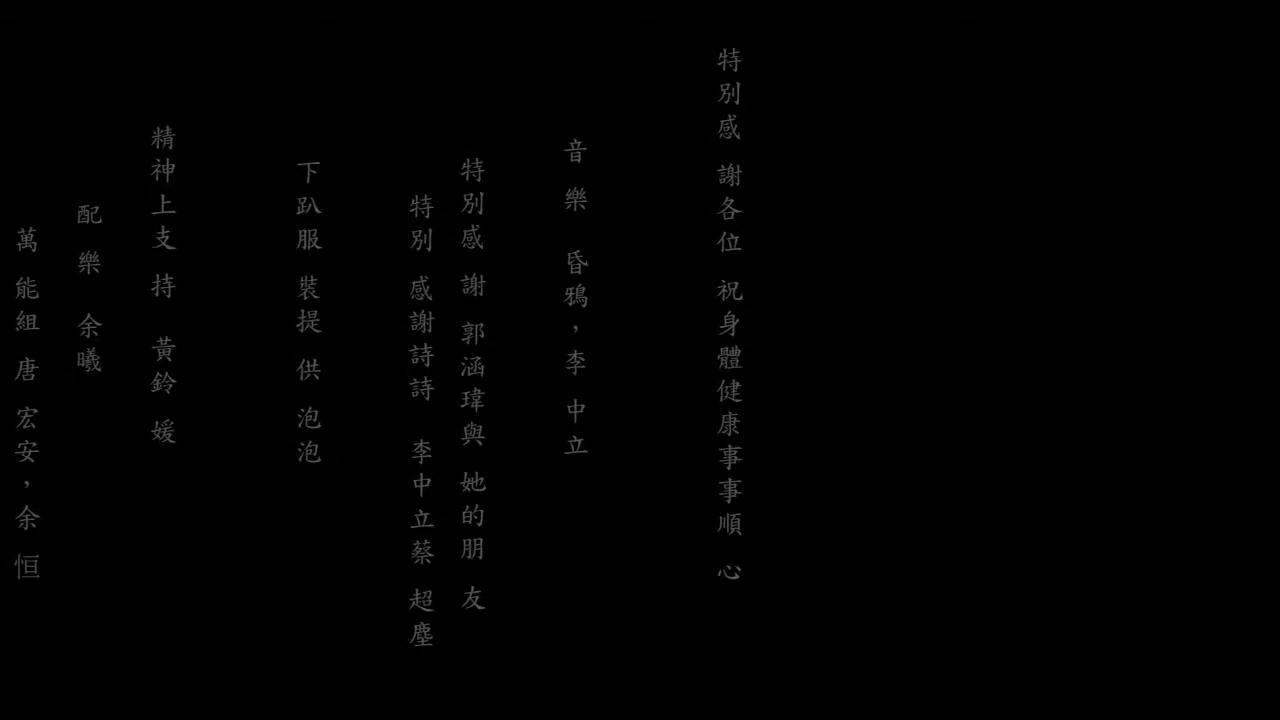 特別感 謝各位 祝身體健康事事順 心
音 樂 昏鴉，李 中立
特別感 謝 郭涵瑋與 她的朋 友
特別 感謝詩詩 李中立蔡 超塵
下趴服 裝提 供 泡泡
精神上支 持 黃鈴 媛
配 樂 余曦
萬 能組 唐 宏安，余 恒